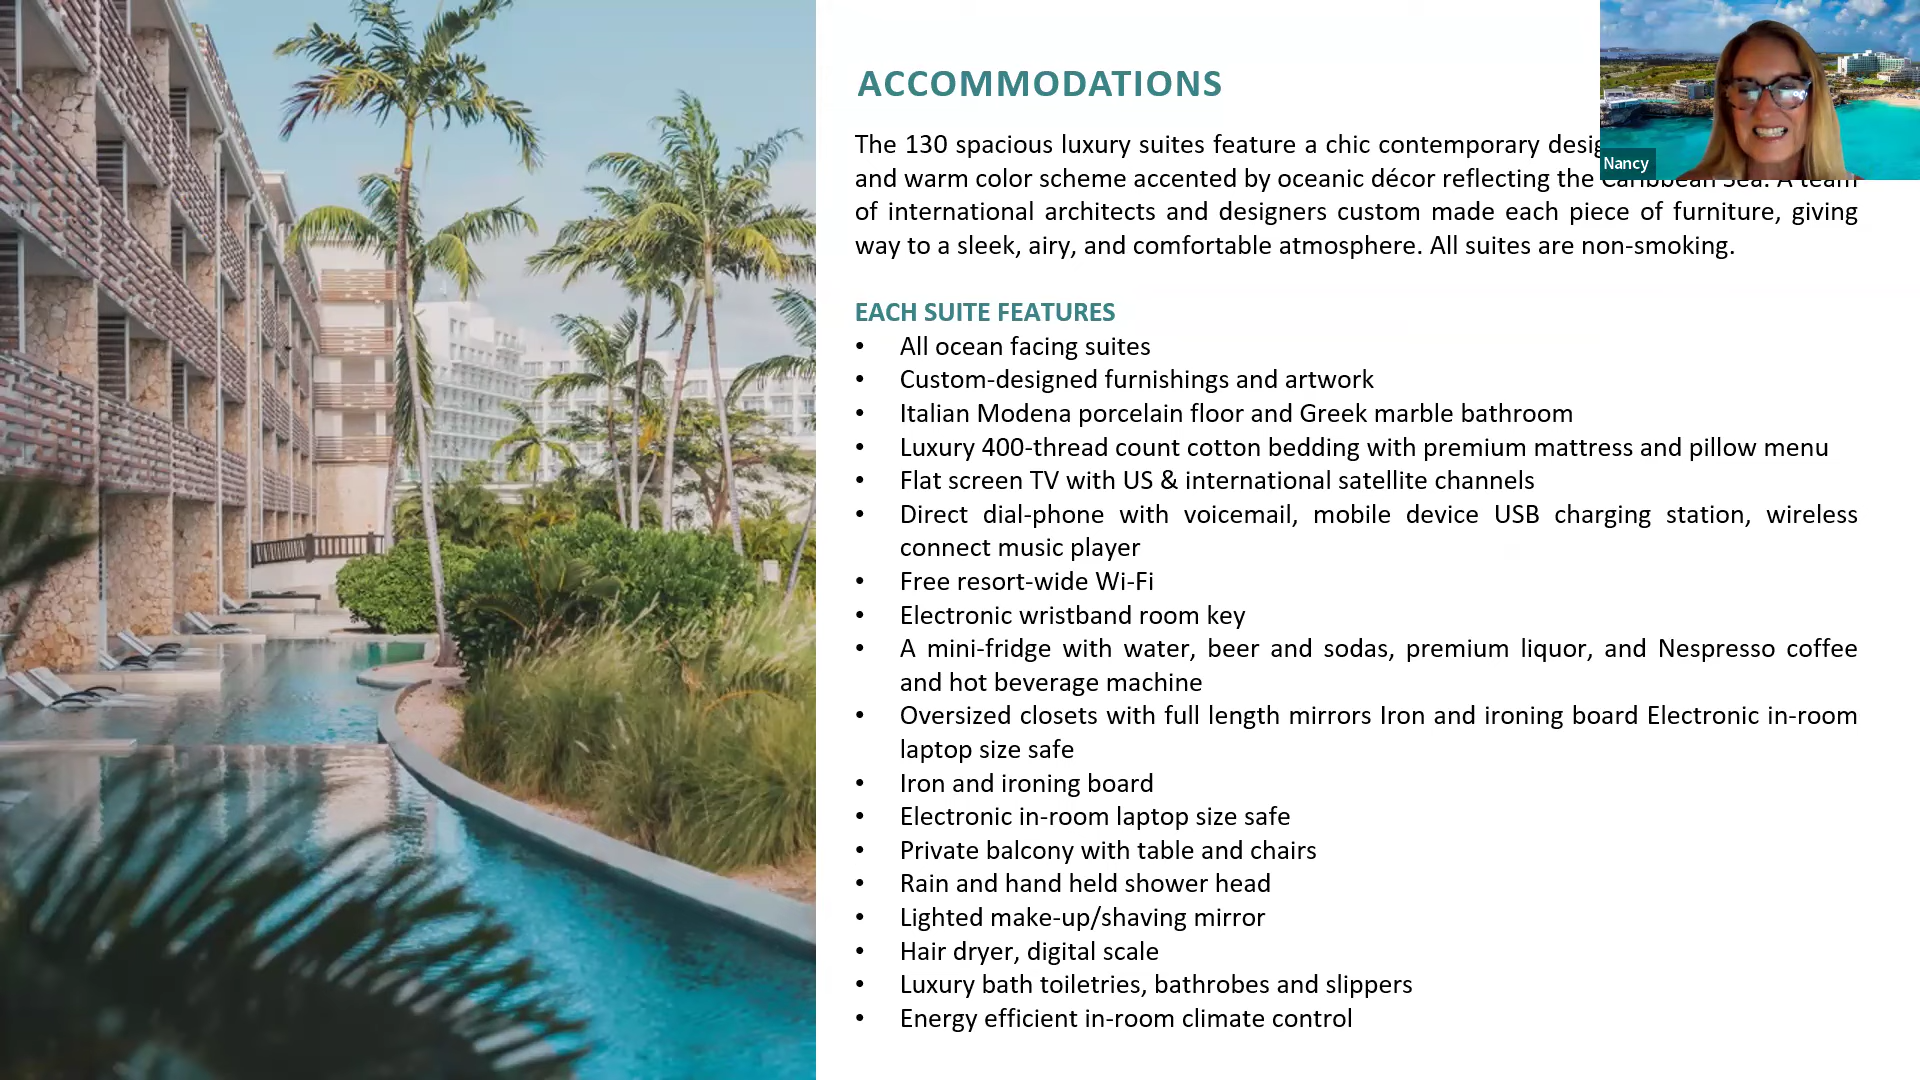 ACCOMMODATIONS
The 130 spacious luxury suites feature a chic contemporary
and warm color scheme accented by oceanic décor reflecting the Caribbean Sea. A team
of international architects and designers custom made each piece of furniture, giving
way to a sleek, airy, and comfortable atmosphere. All suites are non-smoking.
Nancy
EACH SUITE FEATURES
• All ocean facing suites
• Custom-designed furnishings and artwork
• Italian Modena porcelain floor and Greek marble bathroom
• Luxury 400-thread count cotton bedding with premium mattress and pillow menu
• Flat screen TV with US & international satellite channels
• Direct dial-phone with voicemail, mobile device USB charging station, wireless
connect music player
• Free resort-wide Wi-Fi
• Electronic wristband room key
• A mini-fridge with water, beer and sodas, premium liquor, and Nespresso coffee
and hot beverage machine
• Oversized closets with full length mirrors Iron and ironing board Electronic in-room
laptop size safe
• Iron and ironing board
• Electronic in-room laptop size safe
• Private balcony with table and chairs
• Rain and hand held shower head
• Lighted make-up/shaving mirror
• Hair dryer, digital scale
• Luxury bath toiletries, bathrobes and slippers
• Energy efficient in-room climate control